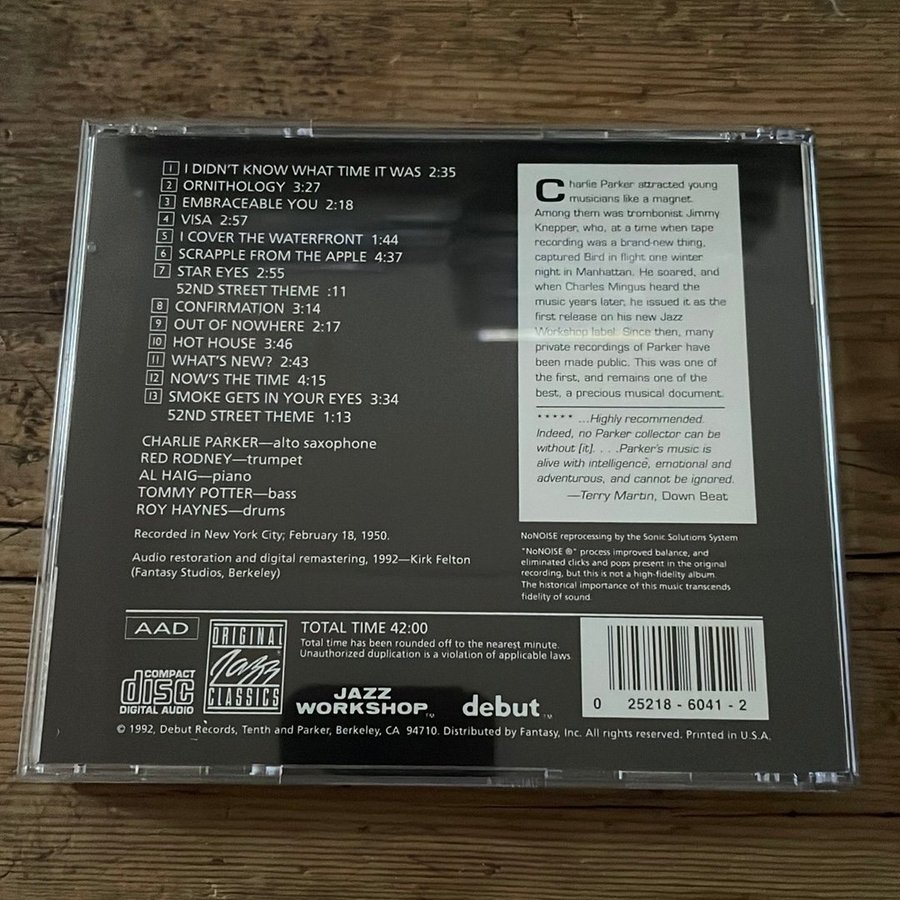 1 I DIDN'T KNOW WHAT TIME IT WAS 2:35
2 ORNITHOLOGY 3:27
3 EMBRACEABLE YOU 2:18
4 VISA 2:57
5 I COVER THE WATERFRONT 1:44
6 SCRAPPLE FROM THE APPLE 4:37
7 STAR EYES 2:55
52ND STREET THEME :11
8 CONFIRMATION 3:14
9 OUT OF NOWHERE 2:17
10 HOT HOUSE 3:46
11 WHAT'S NEW? 2:43
12 NOW'S THE TIME 4:15
13 SMOKE GETS IN YOUR EYES 3:34
52ND STREET THEME 1:13
CHARLIE PARKER—alto saxophone
RED RODNEY—trumpet
AL HAIG—piano
TOMMY POTTER—bass
ROY HAYNES—drums
Recorded in New York City; February 18, 1950.
Audio restoration and digital remastering, 1992—Kirk Felton
(Fantasy Studios, Berkeley)
Charlie Parker attracted young
musicians like a magnet.
Among them was trombonist Jimmy
Knepper, who, at a time when tape
recording was a brand-new thing,
captured Bird in flight one winter
night in Manhattan. He soared, and
when Charles Mingus heard the
music years later, he issued it as the
first release on his new Jazz
Workshop label. Since then, many
private recordings of Parker have
been made public. This was one of
the first, and remains one of the
best, a precious musical document.
★★★★★ ...Highly recommended.
Indeed, no Parker collector can be
without [it]. . . .Parker's music is
alive with intelligence, emotional and
adventurous, and cannot be ignored.
—Terry Martin, Down Beat
NoNOISE reprocessing by the Sonic Solutions System
"NoNOISE ®" process improved balance, and
eliminated clicks and pops present in the original
recording, but this is not a high-fidelity album.
The historical importance of this music transcends
fidelity of sound.
AAD
COMPACT
disc
DIGITAL AUDIO
ORIGINAL
Jazz
CLASSICS
TOTAL TIME 42:00
Total time has been rounded off to the nearest minute.
Unauthorized duplication is a violation of applicable laws.
JAZZ
WORKSHOP™
debut™
0 25218 - 6041 - 2
© 1992, Debut Records, Tenth and Parker, Berkeley, CA 94710. Distributed by Fantasy, Inc. All rights reserved. Printed in U.S.A.